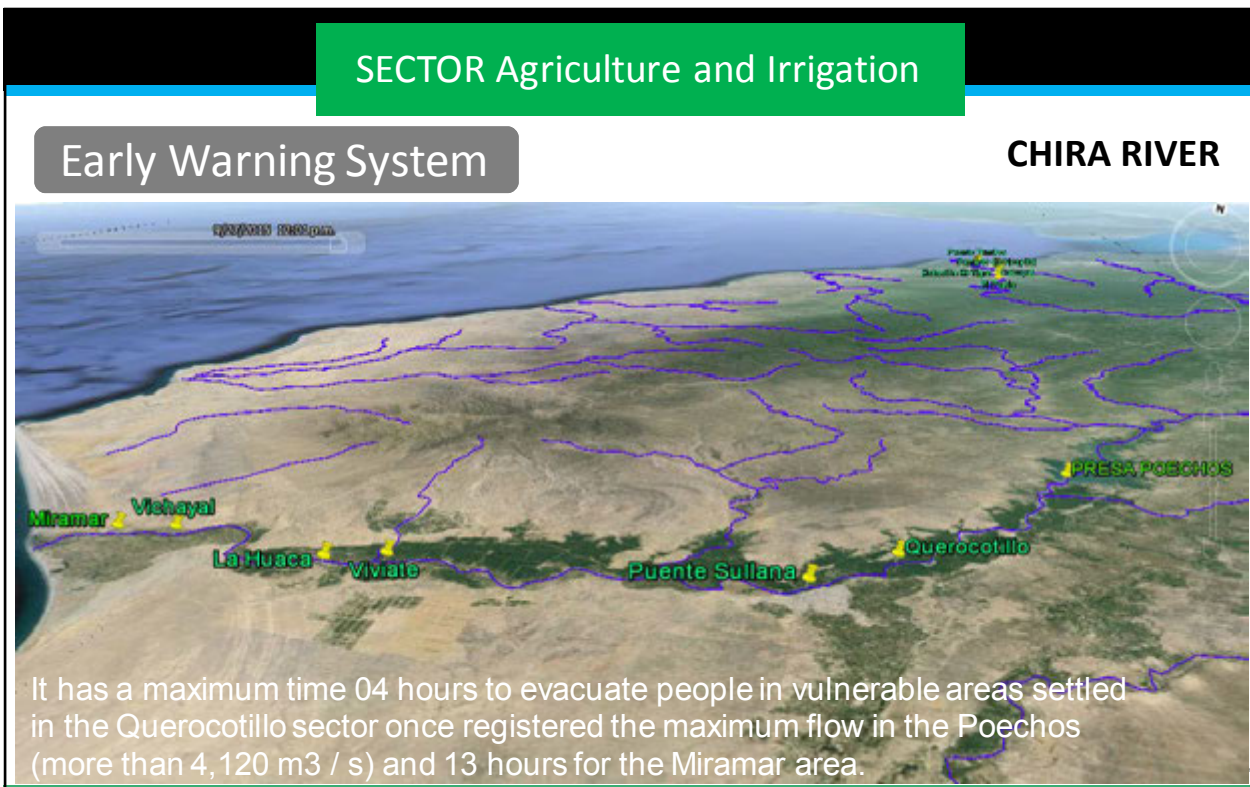 SECTOR Agriculture and Irrigation
Early Warning System
CHIRA RIVER
N
PRESA POECHOS
Miramar
Vichayal
La Huaca
Viviate
Puente Sullana
Querocotillo
It has a maximum time 04 hours to evacuate people in vulnerable areas settled
in the Querocotillo sector once registered the maximum flow in the Poechos
(more than 4,120 m3 / s) and 13 hours for the Miramar area.